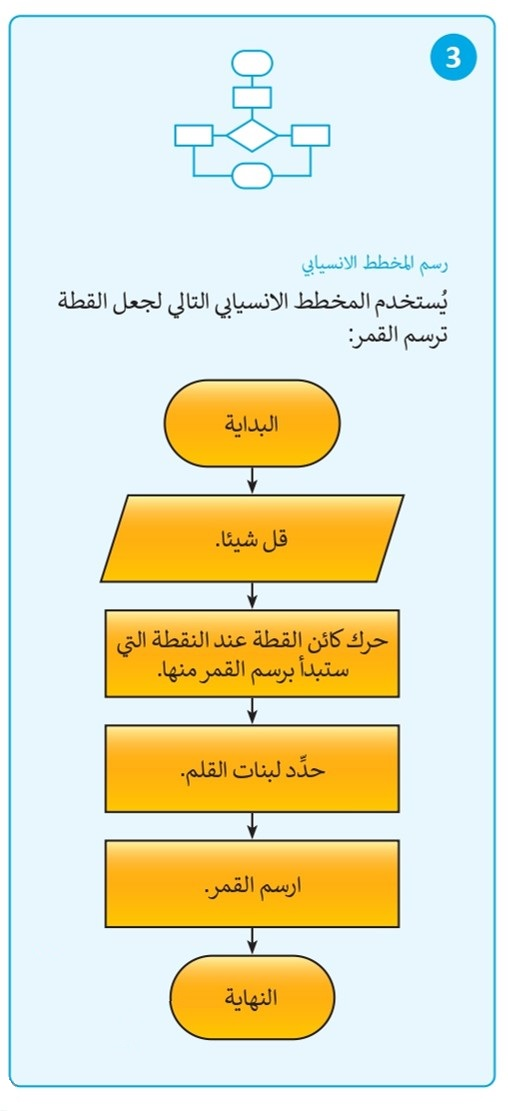 3
رسم المخطط الانسيابي
يُستخدم المخطط الانسيابي التالي لجعل القطة
ترسم القمر:
البداية
قل شيئا.
حرك كائن القطة عند النقطة التي
ستبدأ برسم القمر منها.
حدِّد لبنات القلم.
ارسم القمر.
النهاية